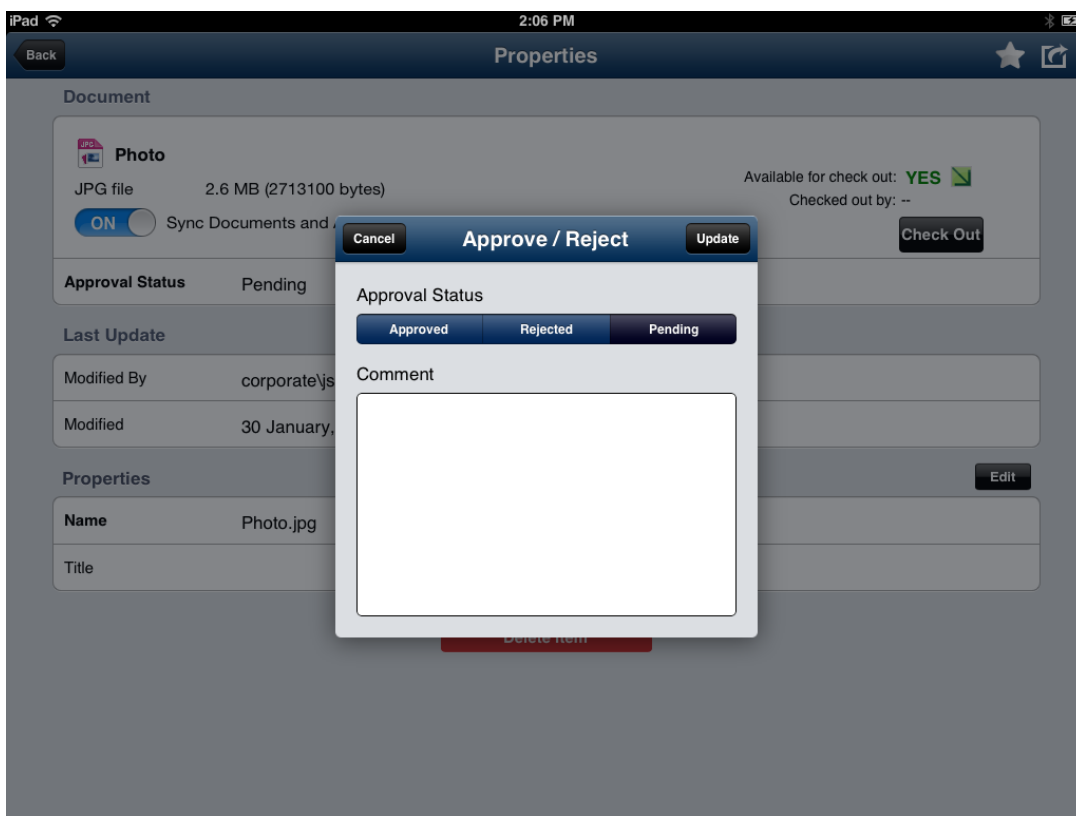 iPad 2:06 PM
Back Properties
Document
JPG
Photo
JPG file 2.6 MB (2713100 bytes)
Available for check out: YES
Checked out by: --
ON Sync Documents and
Check Out
Cancel Approve / Reject Update
Approval Status Pending
Approval Status
Approved Rejected Pending
Last Update
Comment
Modified By corporate\js
Modified 30 January,
Properties Edit
Name Photo.jpg
Title
Delete Item